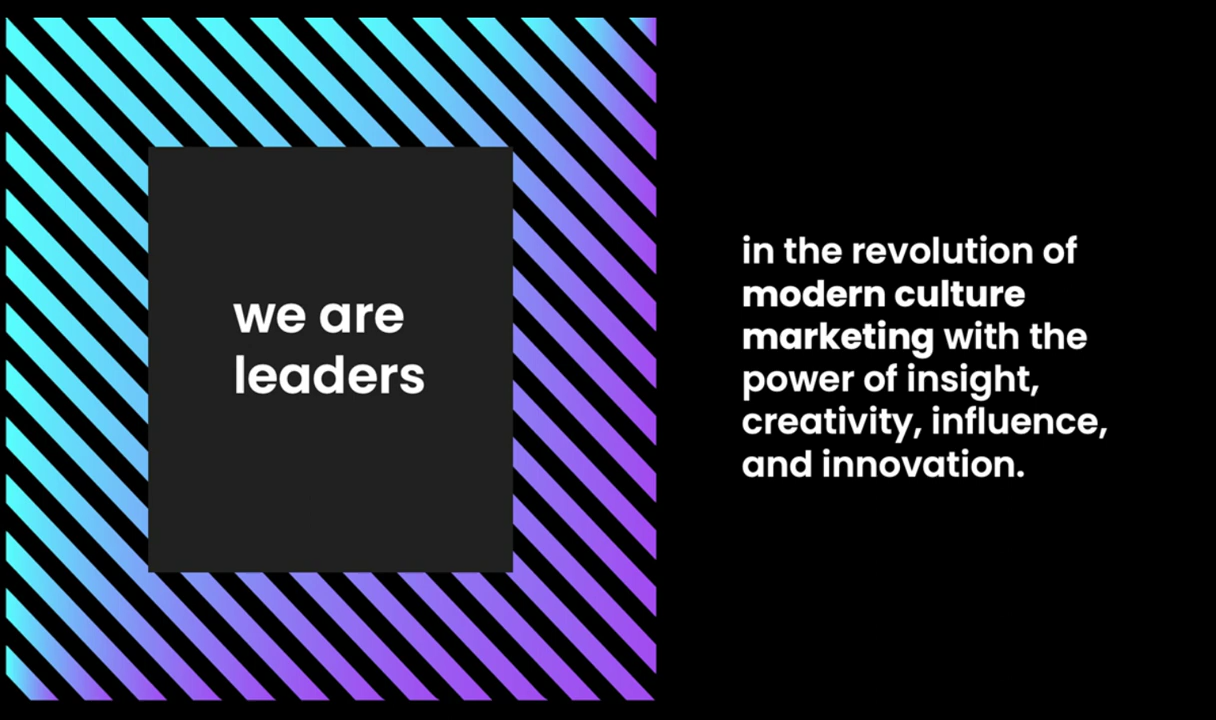 we are
leaders
in the revolution of
modern culture
marketing with the
power of insight,
creativity, influence,
and innovation.